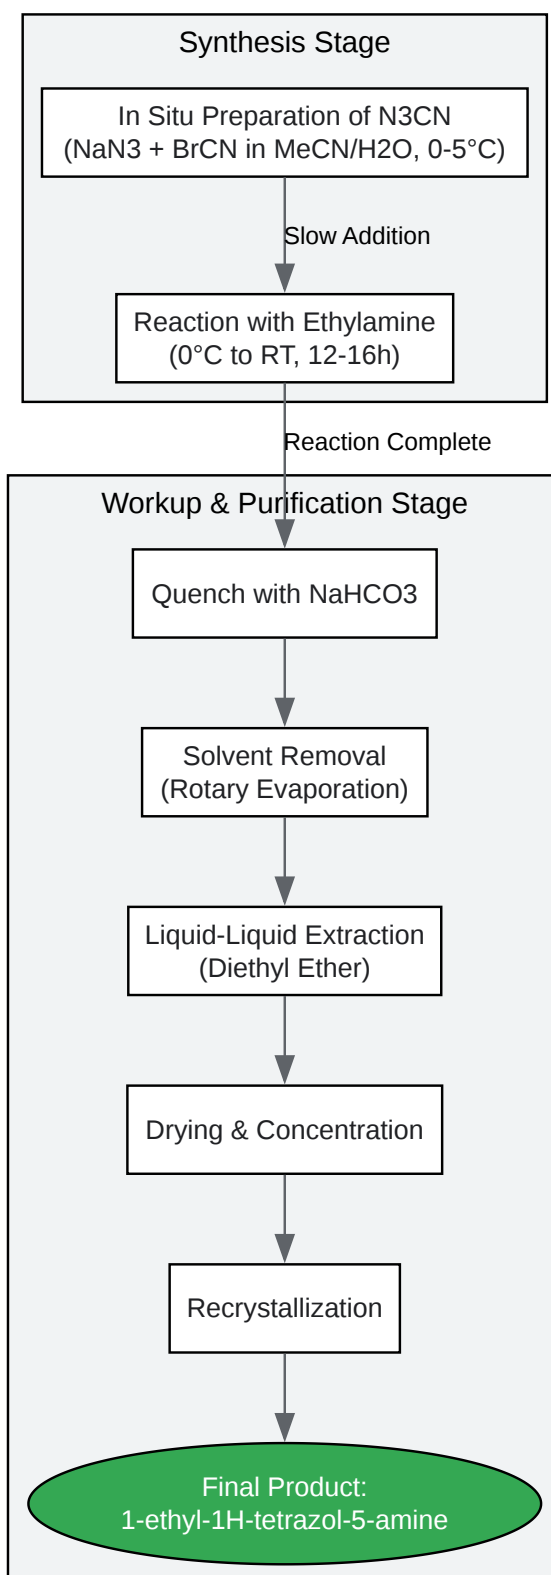 Synthesis Stage
In Situ Preparation of N3CN
(NaN3 + BrCN in MeCN/H2O, 0-5°C)
Slow Addition
Reaction with Ethylamine
(0°C to RT, 12-16h)
Reaction Complete
Workup & Purification Stage
Quench with NaHCO3
Solvent Removal
(Rotary Evaporation)
Liquid-Liquid Extraction
(Diethyl Ether)
Drying & Concentration
Recrystallization
Final Product:
1-ethyl-1H-tetrazol-5-amine